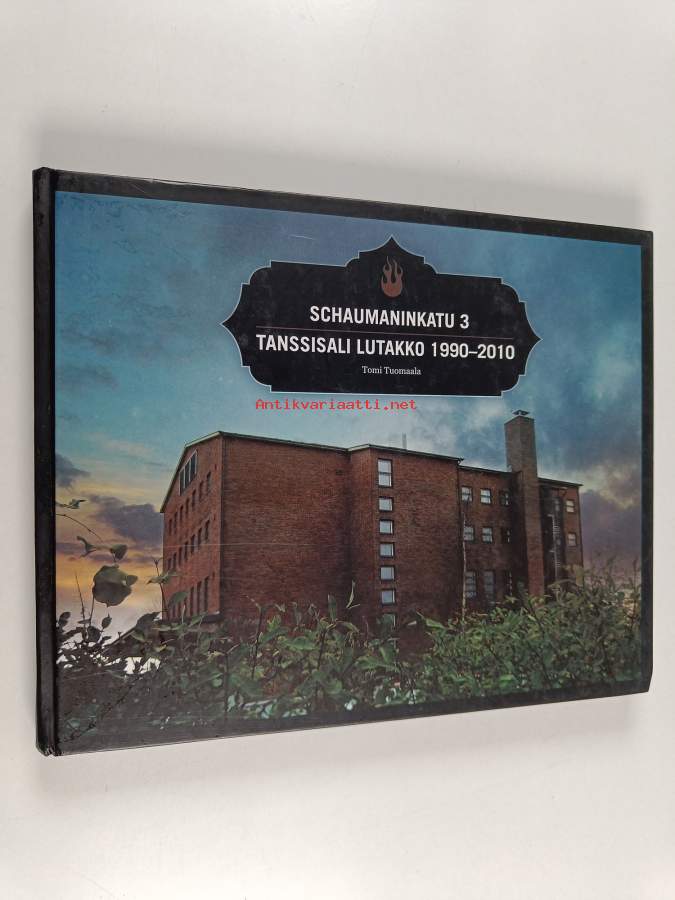 SCHAUMANINKATU 3
TANSSISALI LUTAKKO 1990–2010
Tomi Tuomaala
Antikvariaatti.net